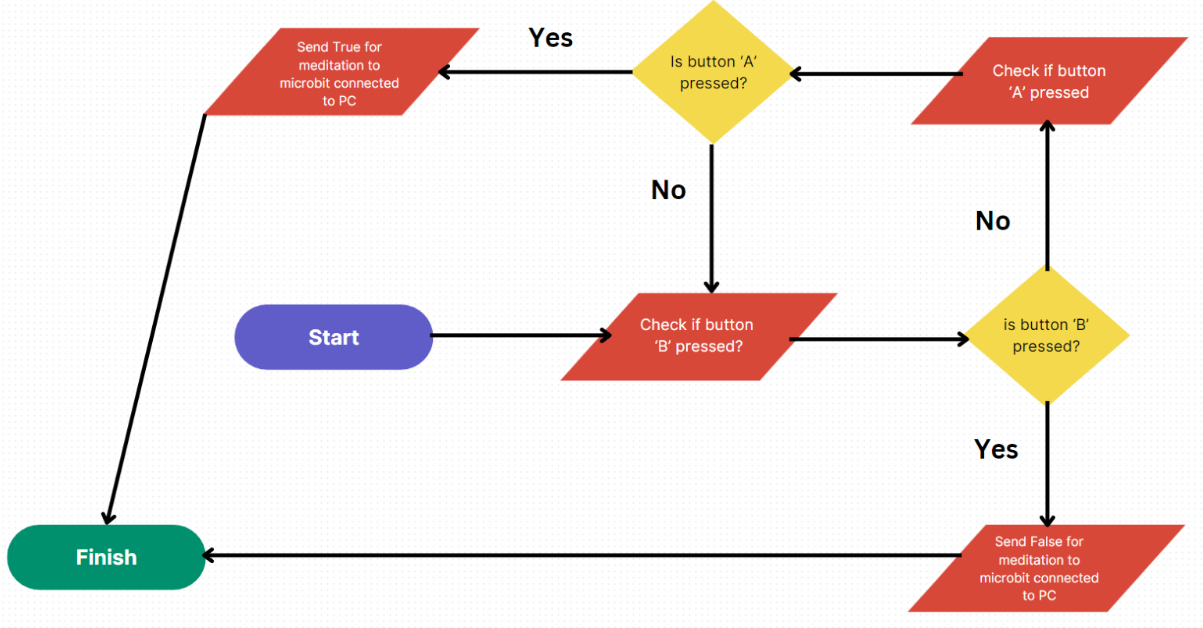 Yes
Send True for
meditation to
microbit connected
to PC
Is button ‘A’
pressed?
Check if button
‘A’ pressed
No
No
Start
Check if button
‘B’ pressed?
is button ‘B’
pressed?
Yes
Finish
Send False for
meditation to
microbit connected
to PC